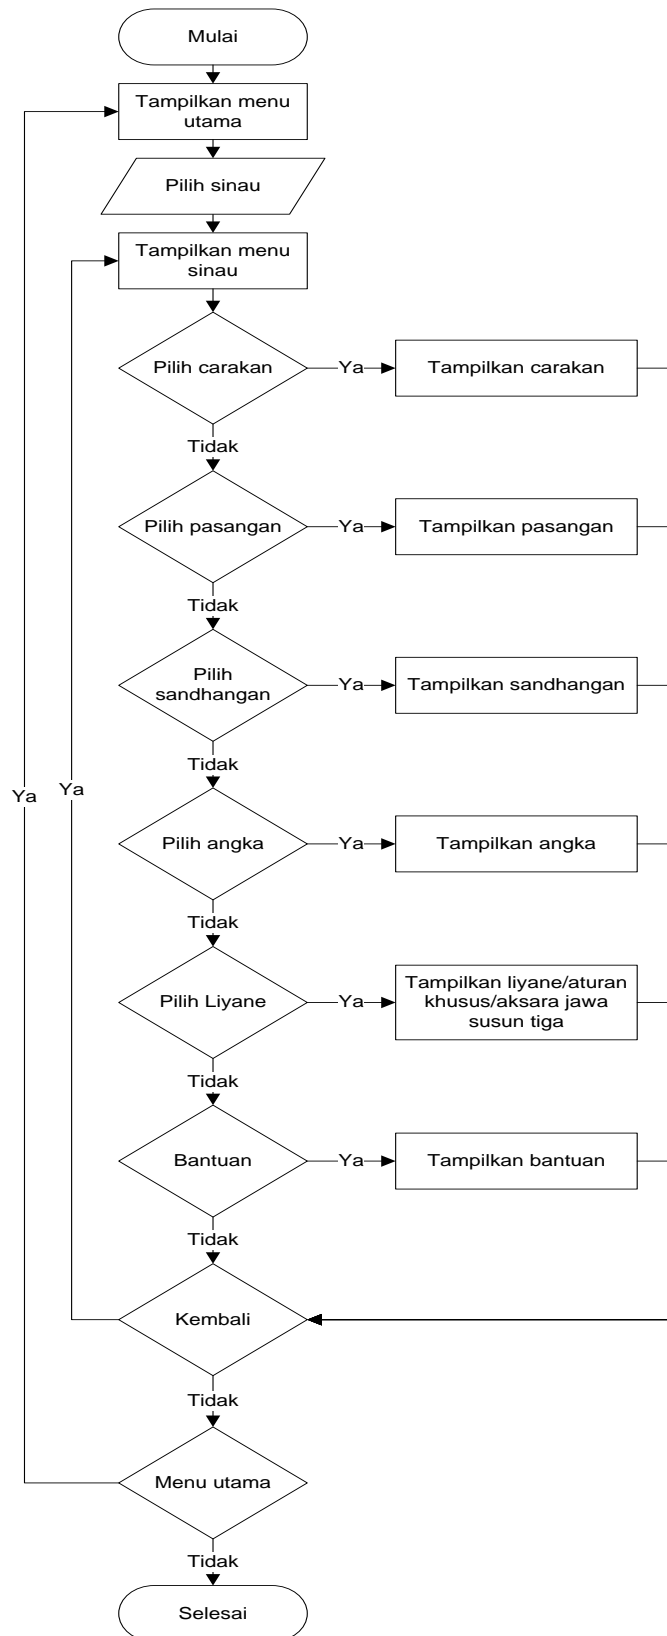 Mulai
Tampilkan menu
utama
Pilih sinau
Tampilkan menu
sinau
Pilih carakan
Ya
Tampilkan carakan
Tidak
Pilih pasangan
Ya
Tampilkan pasangan
Tidak
Pilih
sandhangan
Ya
Tampilkan sandhangan
Tidak
Ya
Ya
Pilih angka
Ya
Tampilkan angka
Tidak
Pilih Liyane
Ya
Tampilkan liyane/aturan
khusus/aksara jawa
susun tiga
Tidak
Bantuan
Ya
Tampilkan bantuan
Tidak
Kembali
Tidak
Menu utama
Tidak
Selesai